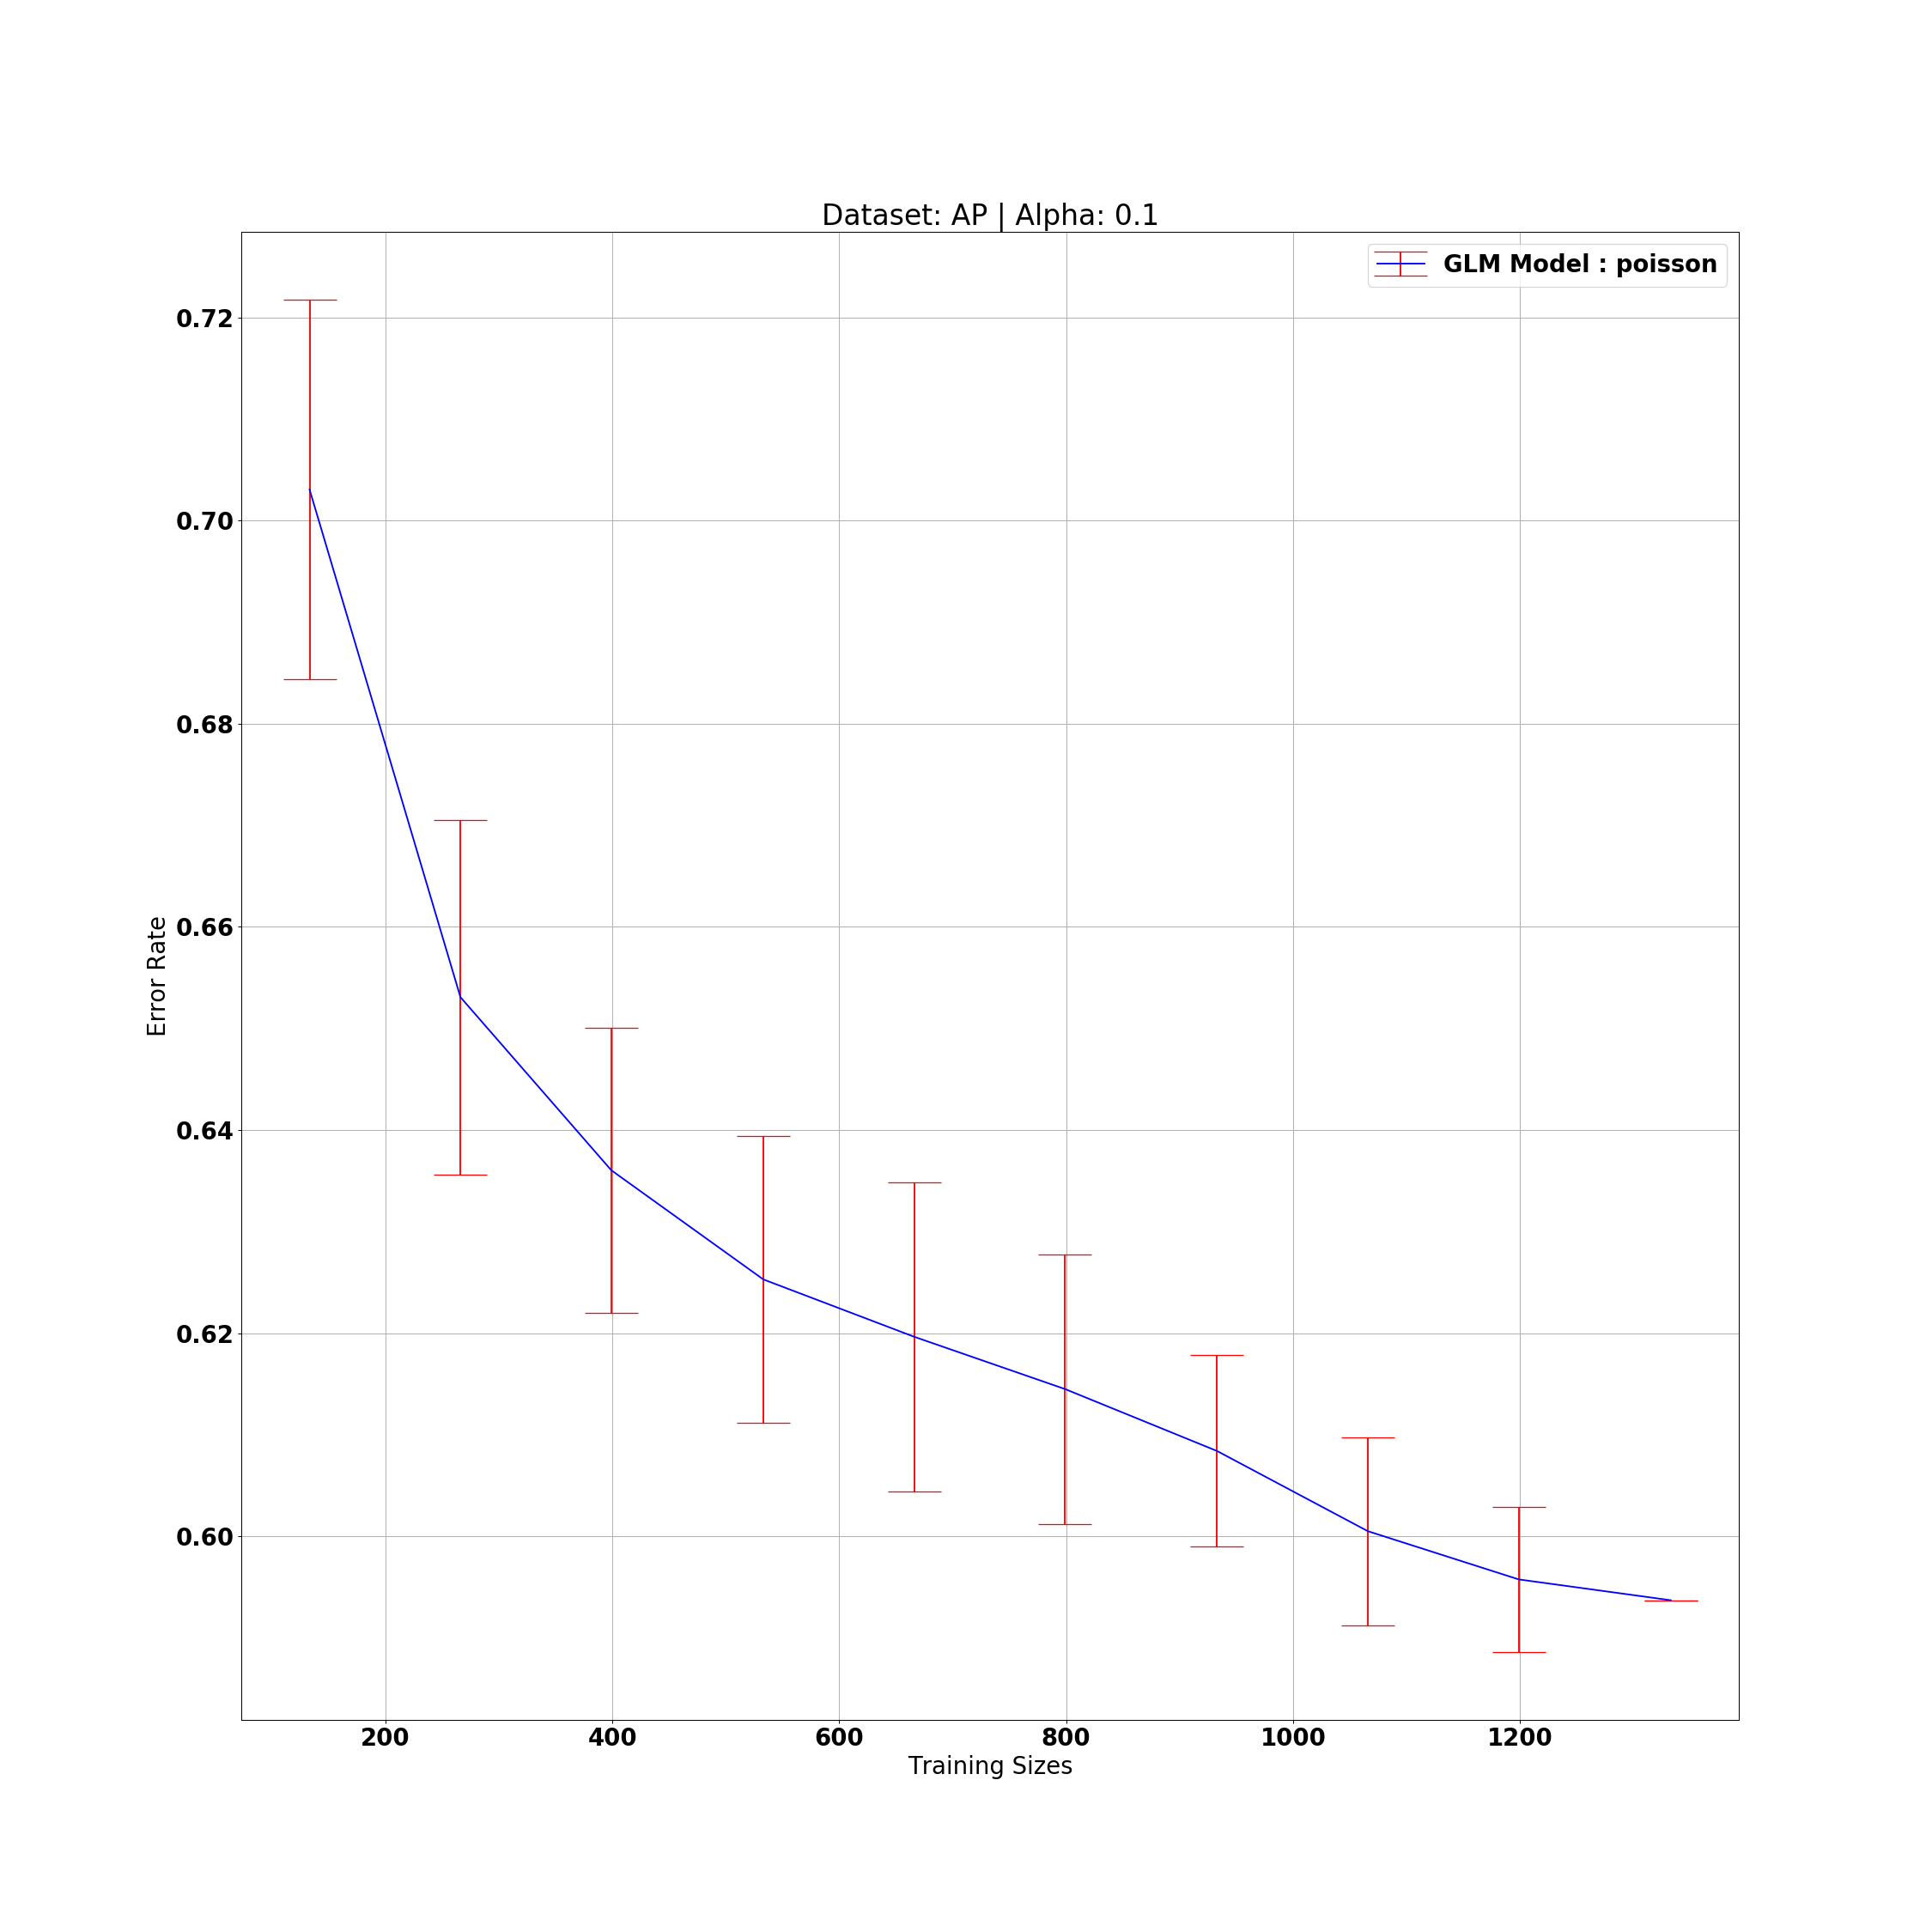 Dataset: AP | Alpha: 0.1
GLM Model : poisson
0.72
0.70
0.68
0.66
0.64
0.62
0.60
Error Rate
200 400 600 800 1000 1200
Training Sizes